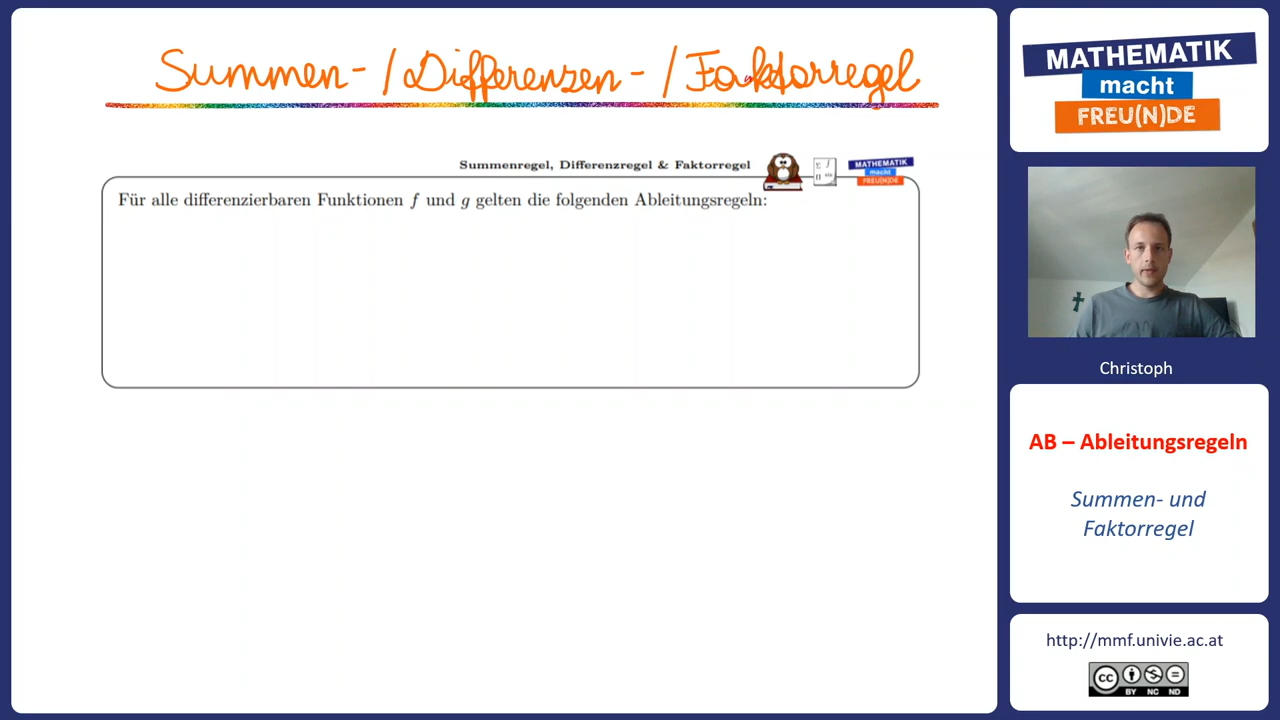 Summen-/Differenzen-/Faktorregel
Summenregel, Differenzregel & Faktorregel
MATHEMATIK
macht
FREU(N)DE
Für alle differenzierbaren Funktionen f und g gelten die folgenden Ableitungsregeln:
MATHEMATIK
macht
FREU(N)DE
Christoph
AB – Ableitungsregeln
Summen- und
Faktorregel
http://mmf.univie.ac.at
cc
BY NC ND